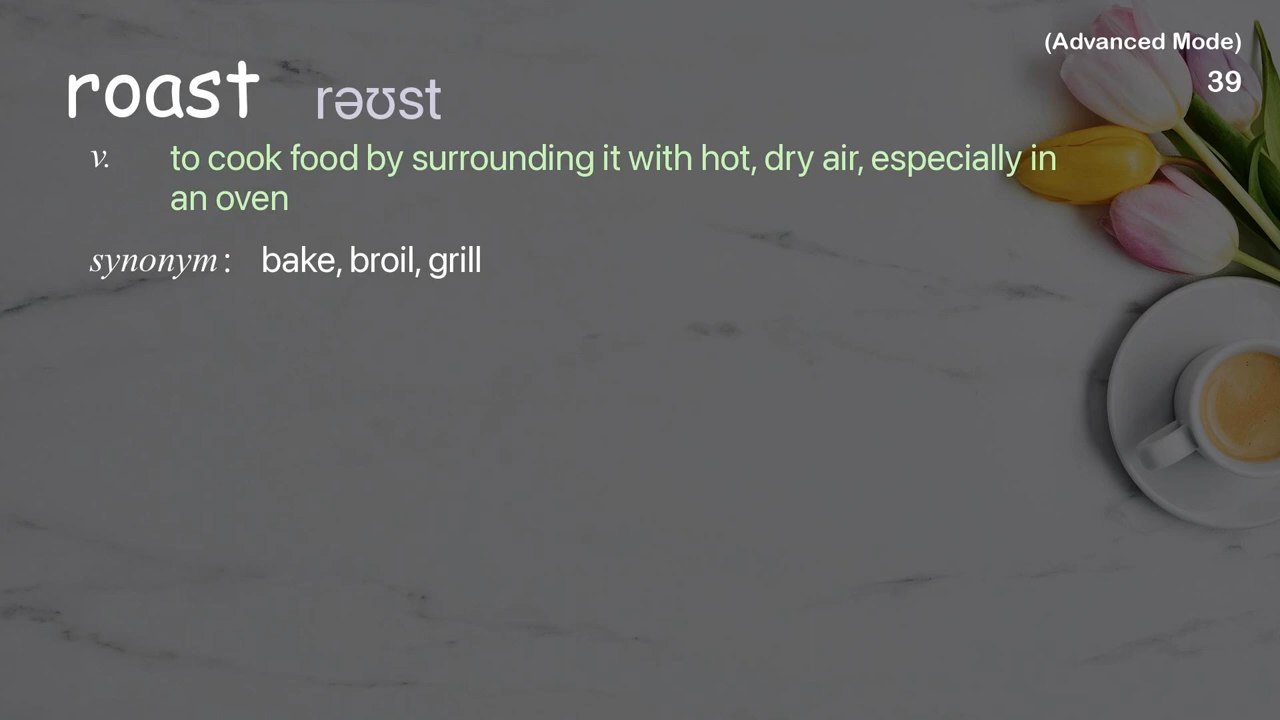 (Advanced Mode)
39
roast rəʊst
v. to cook food by surrounding it with hot, dry air, especially in
an oven
synonym : bake, broil, grill